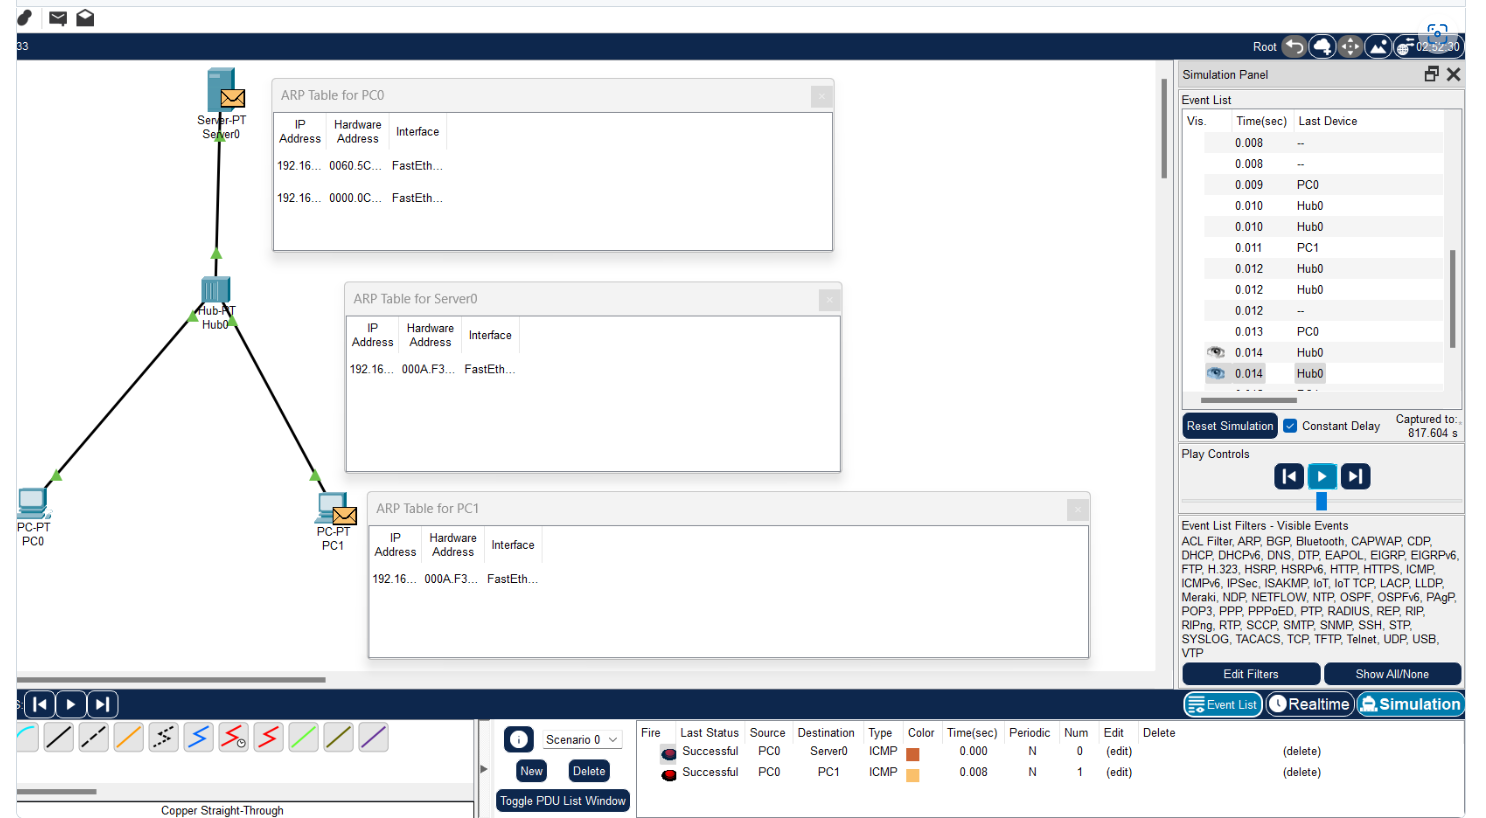 33
Root
02:52:30
Server-PT
Server0
Hub-PT
Hub0
PC-PT
PC0
PC-PT
PC1
ARP Table for PC0
IP Address Hardware Address Interface
192.16... 0060.5C... FastEth...
192.16... 0000.0C... FastEth...
ARP Table for Server0
IP Address Hardware Address Interface
192.16... 000A.F3... FastEth...
ARP Table for PC1
IP Address Hardware Address Interface
192.16... 000A.F3... FastEth...
Simulation Panel
Event List
Vis. Time(sec) Last Device
0.008 --
0.008 --
0.009 PC0
0.010 Hub0
0.010 Hub0
0.011 PC1
0.012 Hub0
0.012 Hub0
0.012 --
0.013 PC0
0.014 Hub0
0.014 Hub0
Reset Simulation Constant Delay Captured to:
817.604 s
Play Controls
Event List Filters - Visible Events
ACL Filter, ARP, BGP, Bluetooth, CAPWAP, CDP,
DHCP, DHCPv6, DNS, DTP, EAPOL, EIGRP, EIGRPv6,
FTP, H.323, HSRP, HSRPv6, HTTP, HTTPS, ICMP,
ICMPv6, IPSec, ISAKMP, IoT, IoT TCP, LACP, LLDP,
Meraki, NDP, NETFLOW, NTP, OSPF, OSPFv6, PAgP,
POP3, PPP, PPPoED, PTP, RADIUS, REP, RIP,
RIPng, RTP, SCCP, SMTP, SNMP, SSH, STP,
SYSLOG, TACACS, TCP, TFTP, Telnet, UDP, USB,
VTP
Edit Filters Show All/None
Event List Realtime Simulation
Scenario 0
New Delete
Toggle PDU List Window
Fire Last Status Source Destination Type Color Time(sec) Periodic Num Edit Delete
Successful PC0 Server0 ICMP 0.000 N 0 (edit) (delete)
Successful PC0 PC1 ICMP 0.008 N 1 (edit) (delete)
Copper Straight-Through